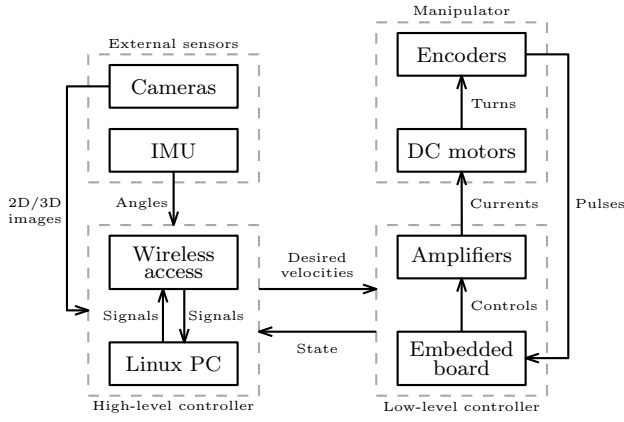 External sensors
Cameras
IMU
2D/3D
images
Angles
Wireless
access
Signals
Signals
Linux PC
High-level controller
Desired
velocities
State
Manipulator
Encoders
Turns
DC motors
Pulses
Currents
Amplifiers
Controls
Embedded
board
Low-level controller